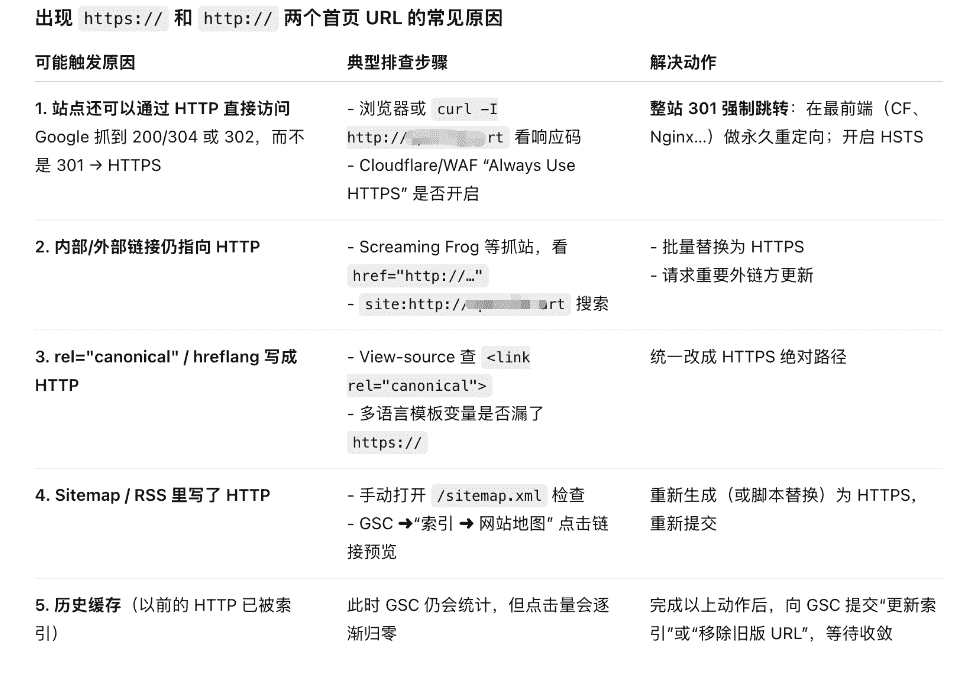 出现 https:// 和 http:// 两个首页 URL 的常见原因
可能触发原因
典型排查步骤
解决动作
1. 站点还可以通过 HTTP 直接访问
Google 抓到 200/304 或 302，而不
是 301 → HTTPS
- 浏览器或 curl -I
http:// rt 看响应码
- Cloudflare/WAF “Always Use
HTTPS” 是否开启
整站 301 强制跳转：在最前端（CF、
Nginx…）做永久重定向；开启 HSTS
2. 内部/外部链接仍指向 HTTP
- Screaming Frog 等抓站，看
href="http://…"
- site:http:// rt 搜索
- 批量替换为 HTTPS
- 请求重要外链方更新
3. rel="canonical" / hreflang 写成
HTTP
- View-source 查 <link
rel="canonical">
- 多语言模板变量是否漏了
https://
统一改成 HTTPS 绝对路径
4. Sitemap / RSS 里写了 HTTP
- 手动打开 /sitemap.xml 检查
- GSC ➜“索引 ➜ 网站地图” 点击链
接预览
重新生成（或脚本替换）为 HTTPS，
重新提交
5. 历史缓存（以前的 HTTP 已被索
引）
此时 GSC 仍会统计，但点击量会逐
渐归零
完成以上动作后，向 GSC 提交“更新索
引”或“移除旧版 URL”，等待收敛